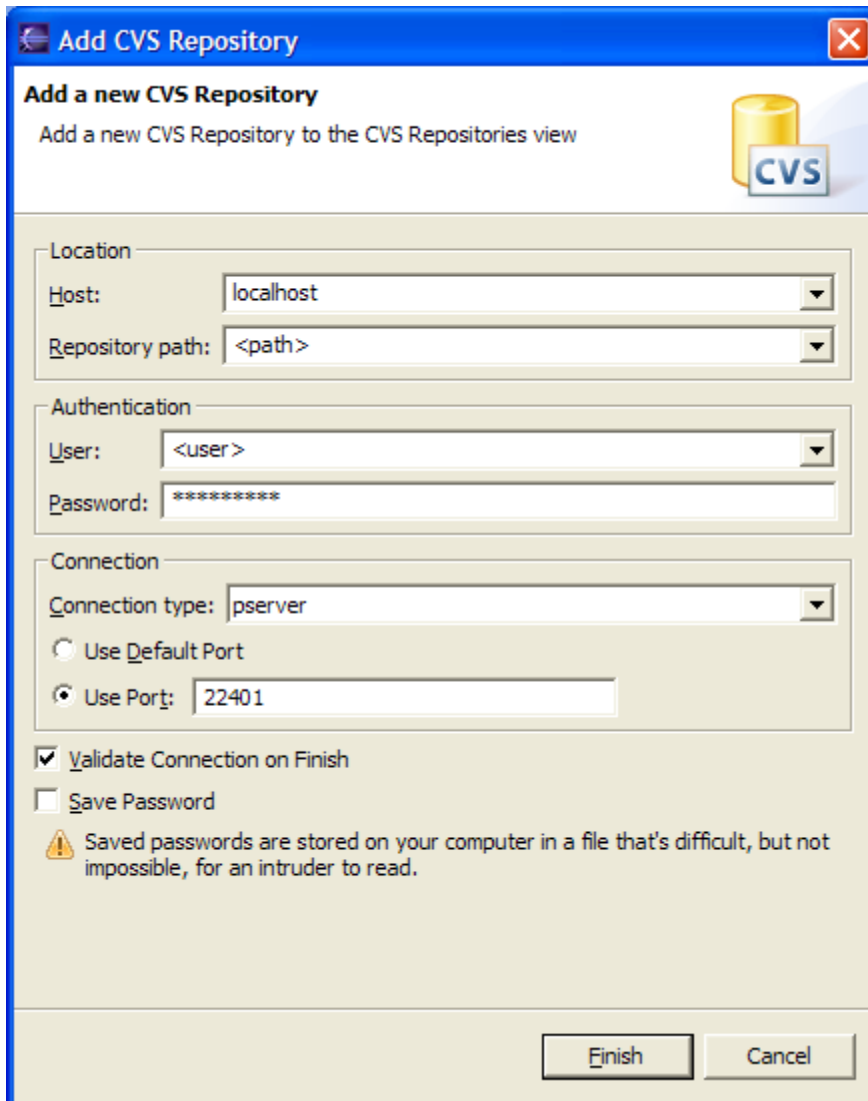 Add CVS Repository
Add a new CVS Repository
Add a new CVS Repository to the CVS Repositories view
CVS
Location
Host: localhost
Repository path: <path>
Authentication
User: <user>
Password: *********
Connection
Connection type: pserver
Use Default Port
Use Port: 22401
Validate Connection on Finish
Save Password
Saved passwords are stored on your computer in a file that's difficult, but not
impossible, for an intruder to read.
Finish Cancel